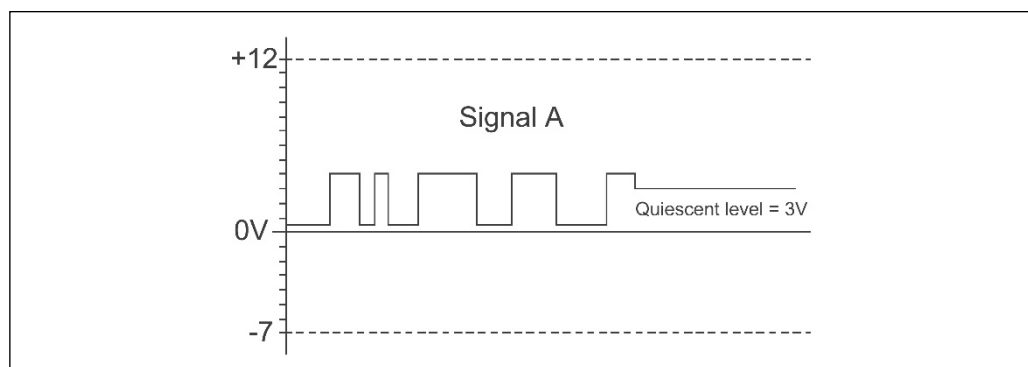 +12
Signal A
Quiescent level = 3V
0V
-7